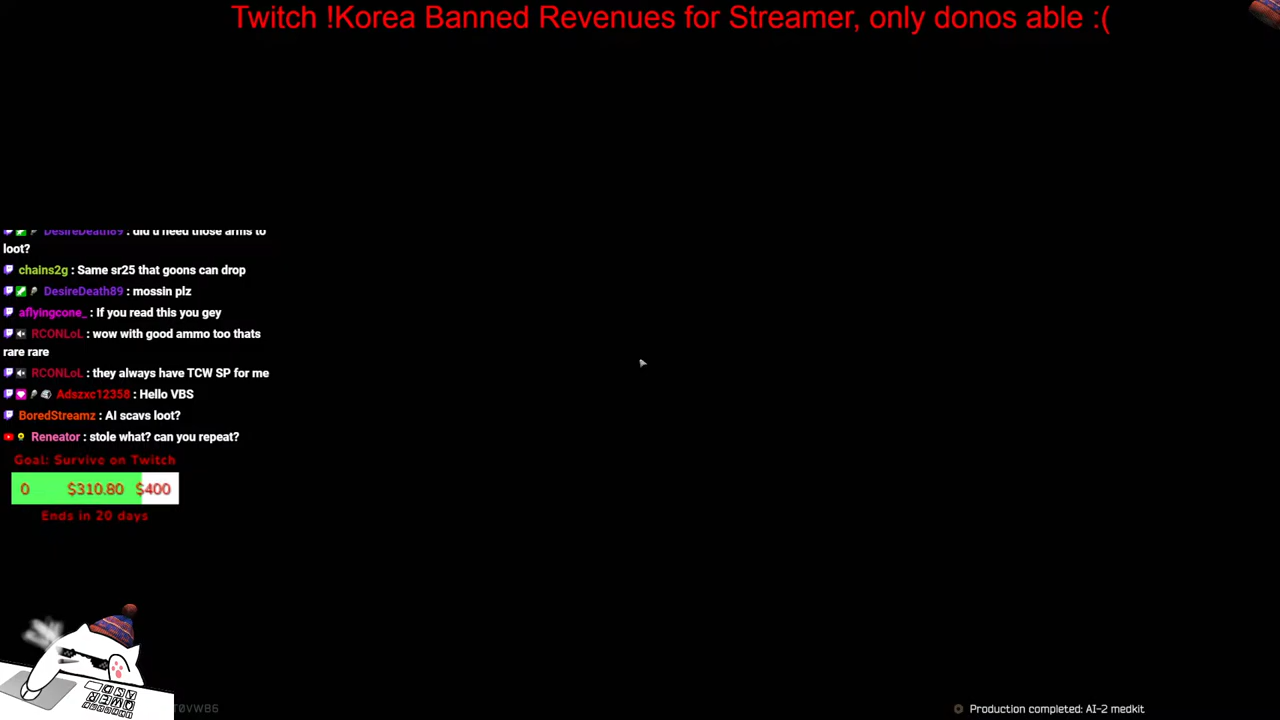 Twitch !Korea Banned Revenues for Streamer, only donos able :(
DesireDeath89 : did u need those arms to
loot?
chains2g : Same sr25 that goons can drop
DesireDeath89 : mossin plz
aflyingcone_ : If you read this you gey
RCONLoL : wow with good ammo too thats
rare rare
RCONLoL : they always have TCW SP for me
Adszxc12358 : Hello VBS
BoredStreamz : AI scavs loot?
Reneator : stole what? can you repeat?
Goal: Survive on Twitch
0 $310.80 $400
Ends in 20 days
T0VW86
Production completed: AI-2 medkit